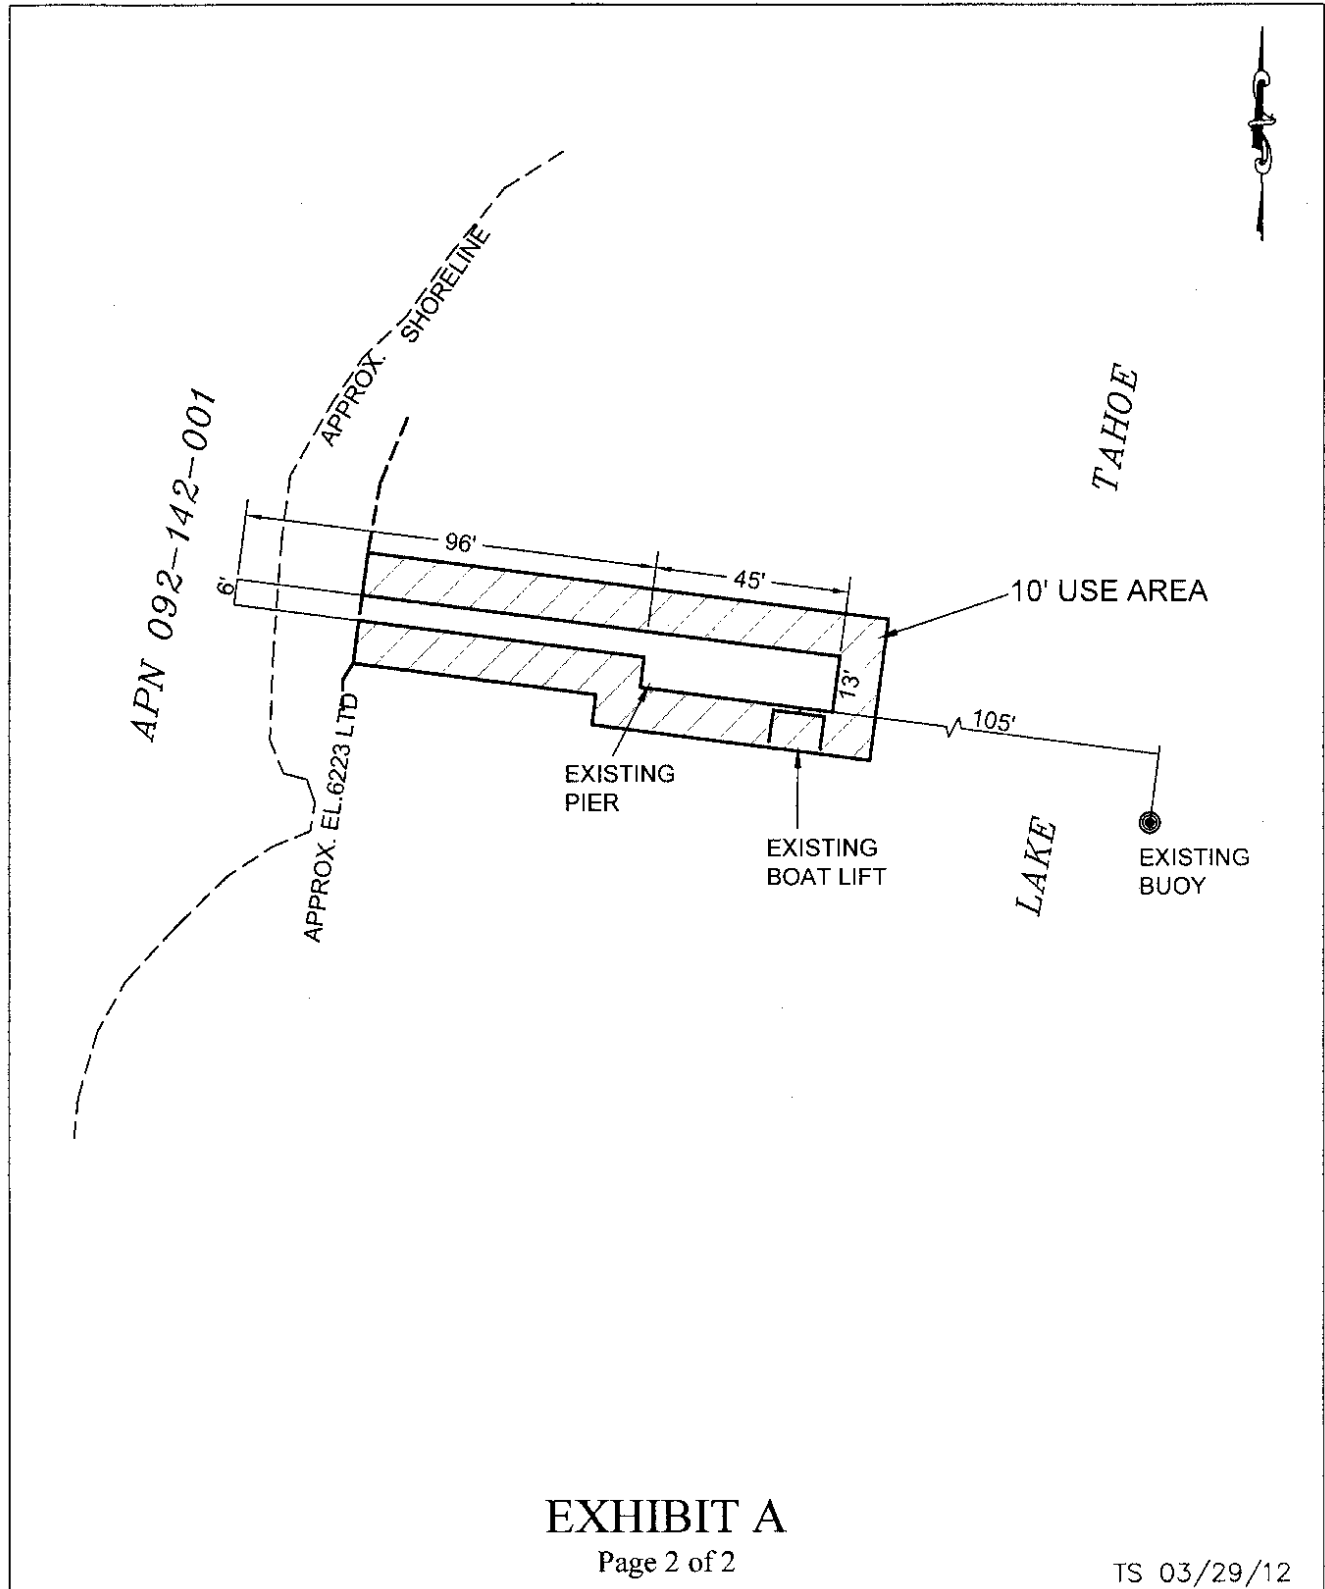 APPROX. SHORELINE
TAHOE
APN 092-142-001
96'
45'
6'
10' USE AREA
13'
105'
APPROX. EL.6223 LTD
EXISTING
PIER
EXISTING
BOAT LIFT
LAKE
EXISTING
BUOY
EXHIBIT A
Page 2 of 2
TS 03/29/12